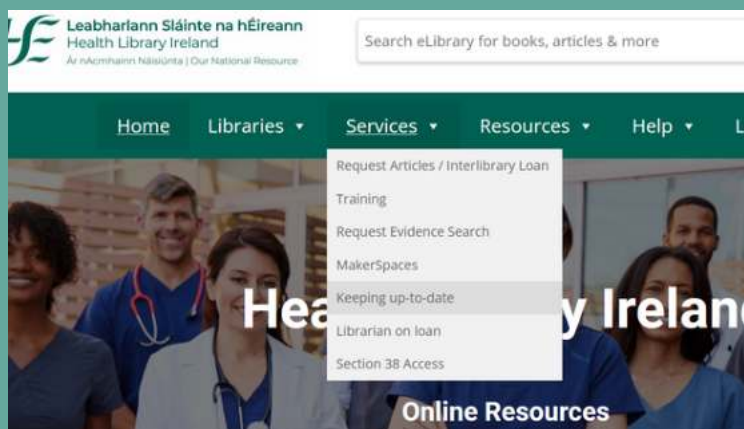 Leabharlann Sláinte na hÉireann
Health Library Ireland
Ár nAcmhainn Náisiúnta | Our National Resource
Search eLibrary for books, articles & more
Home Libraries Services Resources Help L
Request Articles / Interlibrary Loan
Training
Request Evidence Search
MakerSpaces
Keeping up-to-date
Librarian on loan
Section 38 Access
Hea y Irelan
Online Resources